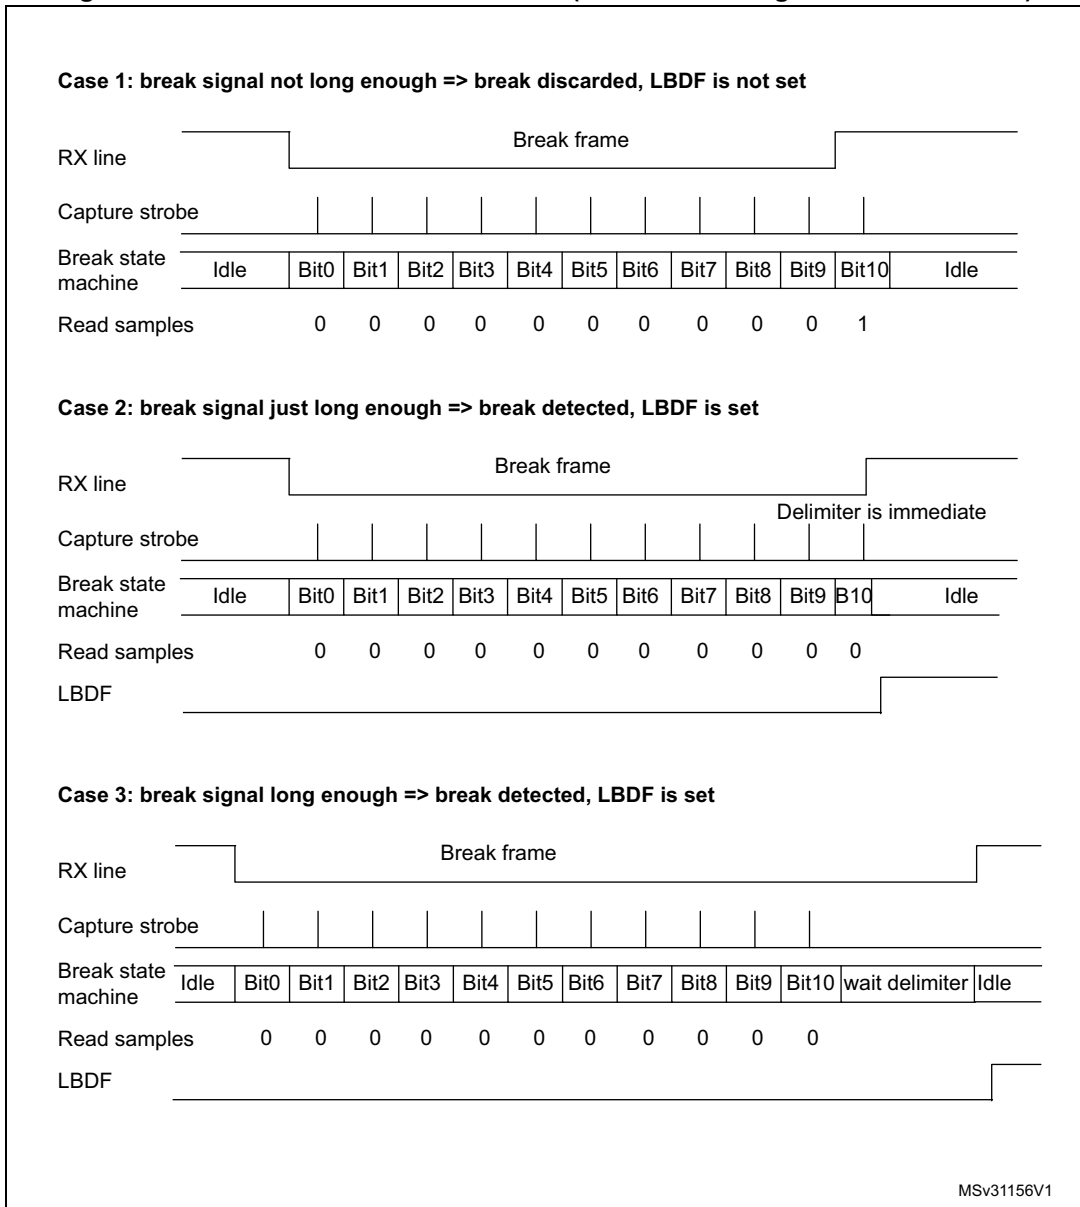 Case 1: break signal not long enough => break discarded, LBDF is not set
Break frame
RX line
Capture strobe
Break state machine Idle Bit0 Bit1 Bit2 Bit3 Bit4 Bit5 Bit6 Bit7 Bit8 Bit9 Bit10 Idle
Read samples 0 0 0 0 0 0 0 0 0 0 1
Case 2: break signal just long enough => break detected, LBDF is set
Break frame
RX line
Delimiter is immediate
Capture strobe
Break state machine Idle Bit0 Bit1 Bit2 Bit3 Bit4 Bit5 Bit6 Bit7 Bit8 Bit9 B10 Idle
Read samples 0 0 0 0 0 0 0 0 0 0 0
LBDF
Case 3: break signal long enough => break detected, LBDF is set
Break frame
RX line
Capture strobe
Break state machine Idle Bit0 Bit1 Bit2 Bit3 Bit4 Bit5 Bit6 Bit7 Bit8 Bit9 Bit10 wait delimiter Idle
Read samples 0 0 0 0 0 0 0 0 0 0 0
LBDF
MSv31156V1